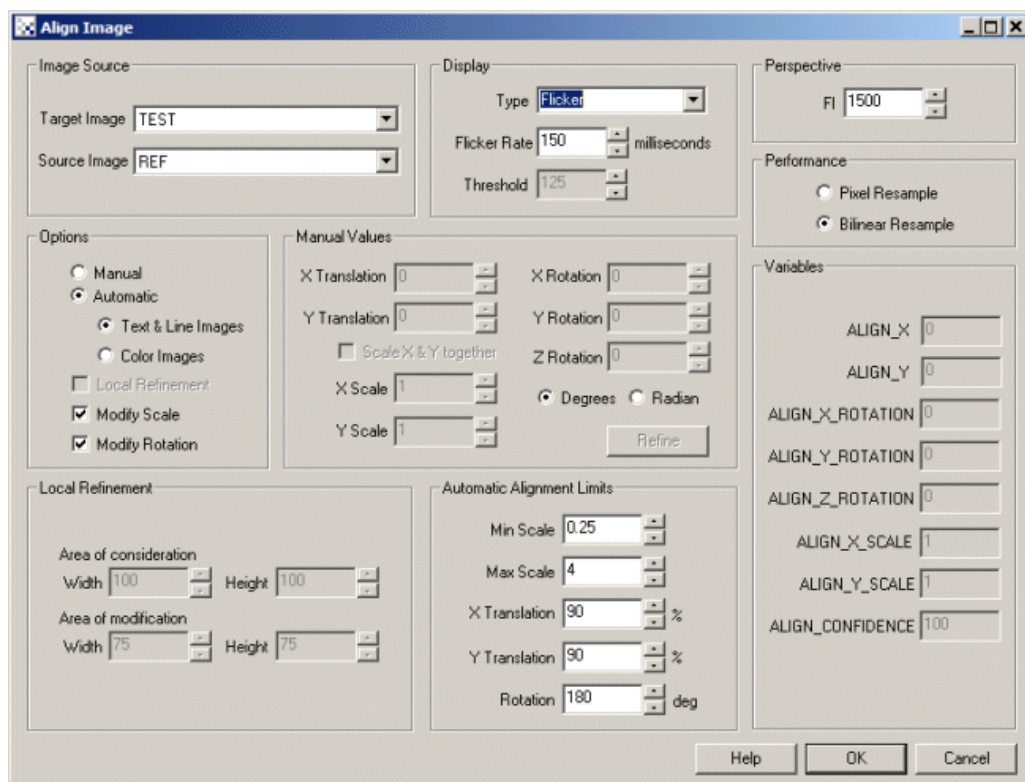 Align Image
Image Source
Target Image TEST
Source Image REF
Display
Type Flicker
Flicker Rate 150 milliseconds
Threshold 125
Perspective
Fl 1500
Performance
Pixel Resample
Bilinear Resample
Options
Manual
Automatic
Text & Line Images
Color Images
Local Refinement
Modify Scale
Modify Rotation
Manual Values
X Translation 0
Y Translation 0
Scale X & Y together
X Scale 1
Y Scale 1
X Rotation 0
Y Rotation 0
Z Rotation 0
Degrees Radian
Refine
Variables
ALIGN_X 0
ALIGN_Y 0
ALIGN_X_ROTATION 0
ALIGN_Y_ROTATION 0
ALIGN_Z_ROTATION 0
ALIGN_X_SCALE 1
ALIGN_Y_SCALE 1
ALIGN_CONFIDENCE 100
Local Refinement
Area of consideration
Width 100 Height 100
Area of modification
Width 75 Height 75
Automatic Alignment Limits
Min Scale 0.25
Max Scale 4
X Translation 90 %
Y Translation 90 %
Rotation 180 deg
Help OK Cancel